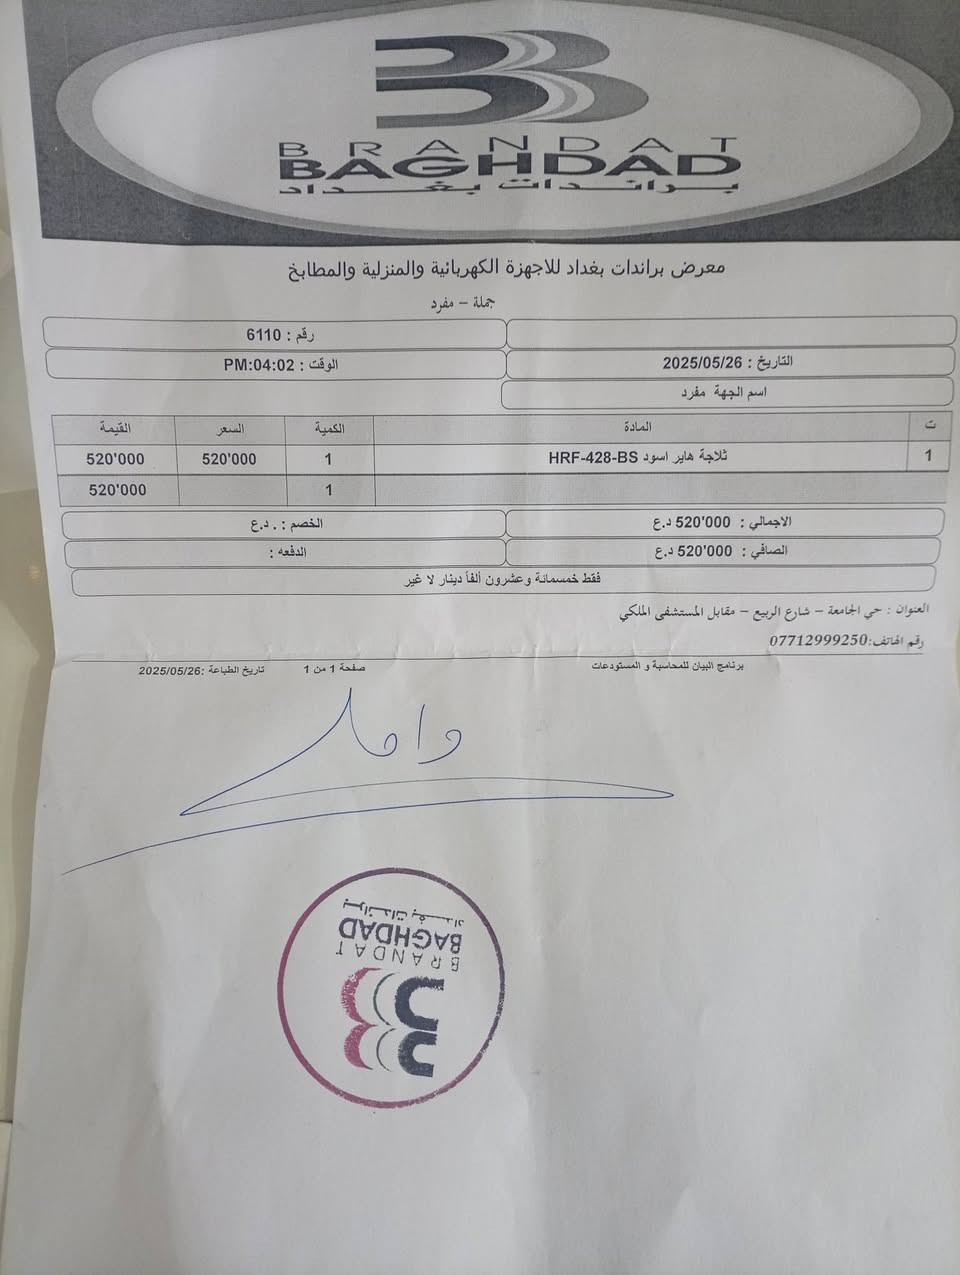 BRANDAT
BAGHDAD
براندات بغداد
معرض براندات بغداد للاجهزة الكهربائية والمنزلية والمطابخ
جملة - مفرد
رقم : 6110
التاريخ : 2025/05/26 الوقت : PM:04:02
اسم الجهة مفرد
ت المادة الكمية السعر القيمة
1 ثلاجة هاير اسود HRF-428-BS 1 520'000 520'000
1 520'000
الاجمالي : 520'000 د.ع الخصم : . د.ع
الصافي : 520'000 د.ع الدفعه :
فقط خمسمائة وعشرون ألفاً دينار لا غير
العنوان : حي الجامعة - شارع الربيع - مقابل المستشفى الملكي
رقم الهاتف:07712999250
برنامج البيان للمحاسبة و المستودعات صفحة 1 من 1 تاريخ الطباعة :2025/05/26
BRANDAT
BAGHDAD
براندات بغداد